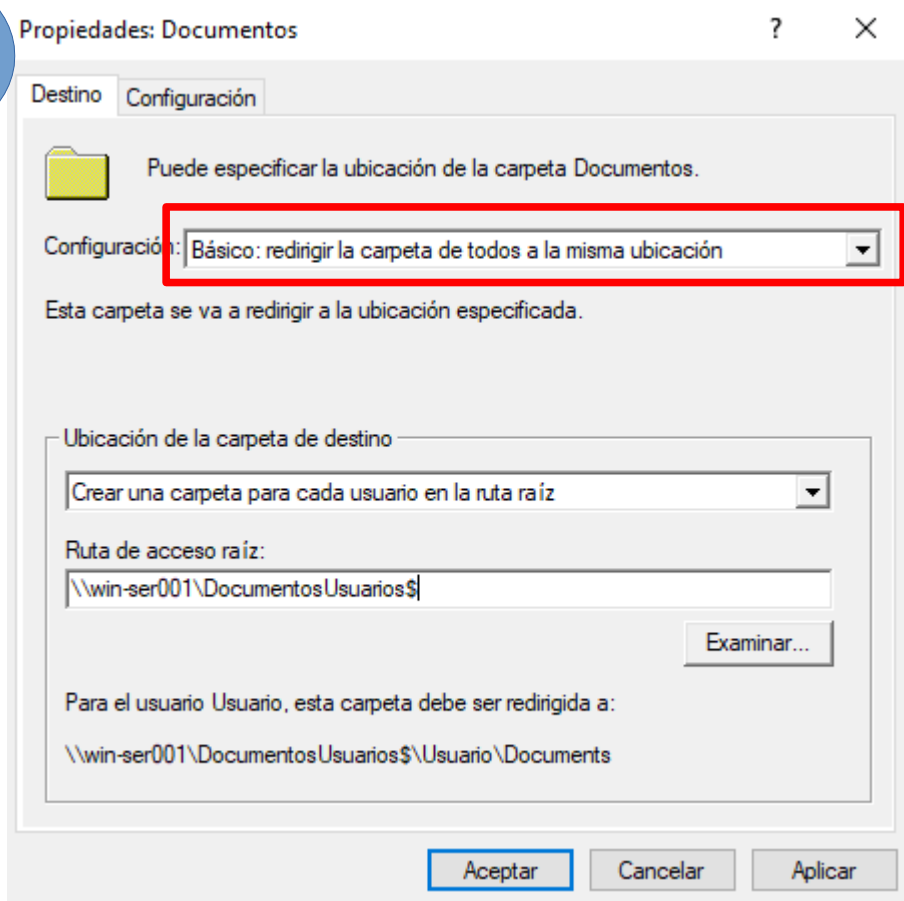 Propiedades: Documentos
?
Destino
Configuración
Puede especificar la ubicación de la carpeta Documentos.
Configuración: Básico: redirigir la carpeta de todos a la misma ubicación
Esta carpeta se va a redirigir a la ubicación especificada.
Ubicación de la carpeta de destino
Crear una carpeta para cada usuario en la ruta raíz
Ruta de acceso raíz:
\\win-ser001\DocumentosUsuarios$
Examinar...
Para el usuario Usuario, esta carpeta debe ser redirigida a:
\\win-ser001\DocumentosUsuarios$\Usuario\Documents
Aceptar
Cancelar
Aplicar